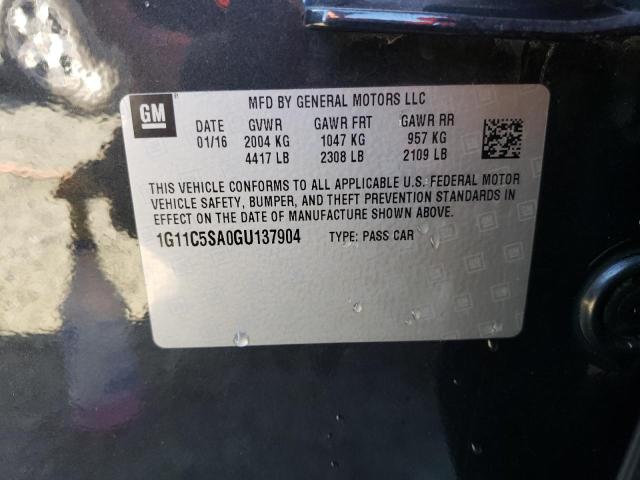 GM
MFD BY GENERAL MOTORS LLC
DATE GVWR GAWR FRT GAWR RR
01/16 2004 KG 1047 KG 957 KG
4417 LB 2308 LB 2109 LB
THIS VEHICLE CONFORMS TO ALL APPLICABLE U.S. FEDERAL MOTOR
VEHICLE SAFETY, BUMPER, AND THEFT PREVENTION STANDARDS IN
EFFECT ON THE DATE OF MANUFACTURE SHOWN ABOVE.
1G11C5SA0GU137904 TYPE: PASS CAR